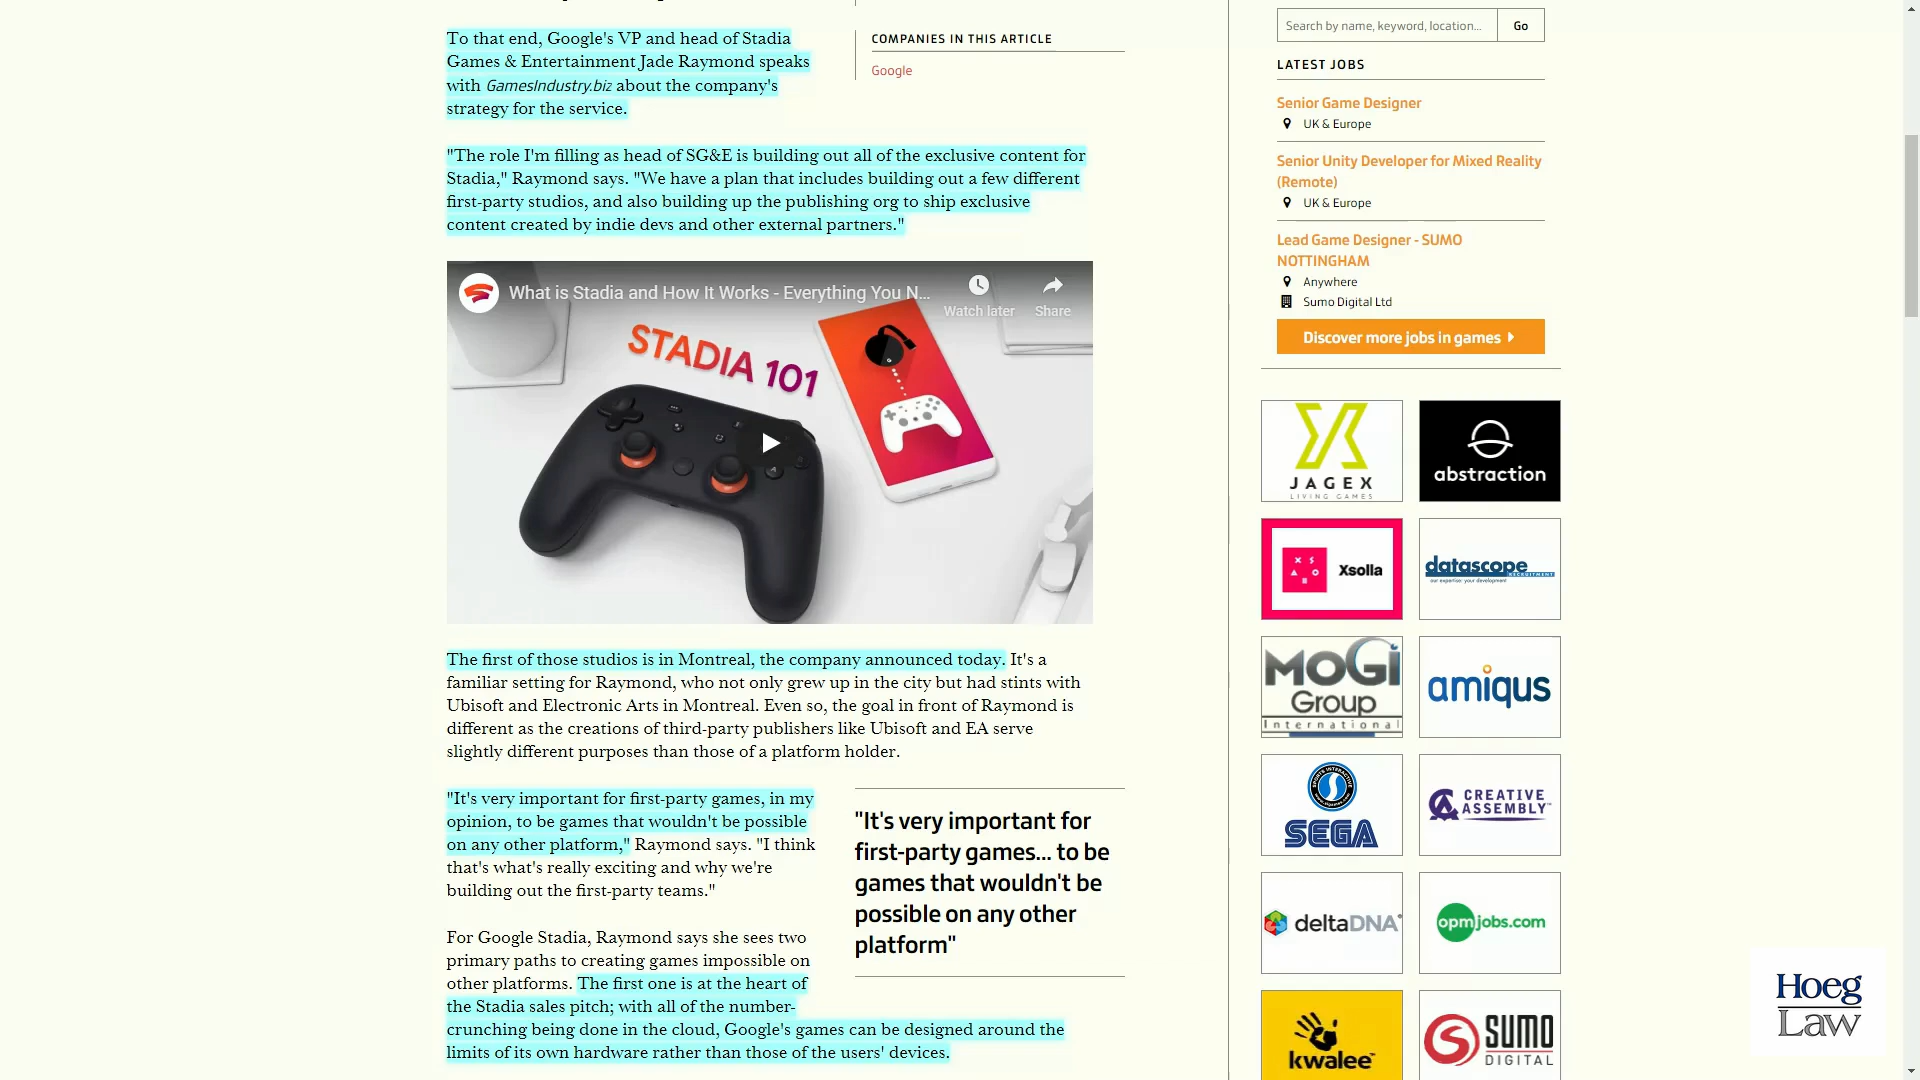 To that end, Google's VP and head of Stadia
Games & Entertainment Jade Raymond speaks
with GamesIndustry.biz about the company's
strategy for the service.
COMPANIES IN THIS ARTICLE
Google
"The role I'm filling as head of SG&E is building out all of the exclusive content for
Stadia," Raymond says. "We have a plan that includes building out a few different
first-party studios, and also building up the publishing org to ship exclusive
content created by indie devs and other external partners."
What is Stadia and How It Works - Everything You N...
Watch later
Share
STADIA 101
The first of those studios is in Montreal, the company announced today. It's a
familiar setting for Raymond, who not only grew up in the city but had stints with
Ubisoft and Electronic Arts in Montreal. Even so, the goal in front of Raymond is
different as the creations of third-party publishers like Ubisoft and EA serve
slightly different purposes than those of a platform holder.
"It's very important for first-party games, in my
opinion, to be games that wouldn't be possible
on any other platform," Raymond says. "I think
that's what's really exciting and why we're
building out the first-party teams."
"It's very important for
first-party games... to be
games that wouldn't be
possible on any other
platform"
For Google Stadia, Raymond says she sees two
primary paths to creating games impossible on
other platforms. The first one is at the heart of
the Stadia sales pitch; with all of the number-
crunching being done in the cloud, Google's games can be designed around the
limits of its own hardware rather than those of the users' devices.
Search by name, keyword, location...
Go
LATEST JOBS
Senior Game Designer
UK & Europe
Senior Unity Developer for Mixed Reality
(Remote)
UK & Europe
Lead Game Designer - SUMO
NOTTINGHAM
Anywhere
Sumo Digital Ltd
Discover more jobs in games
JAGEX
LIVING GAMES
abstraction
XS
Xsolla
datascope
RECRUITMENT
our expertise: your development
MOGi
Group
International
amiqus
SPORTS INTERACTIVE
SEGA
CREATIVE
ASSEMBLY
deltaDNA
opmjobs.com
kwalee
SUMO
DIGITAL
Hoeg
Law